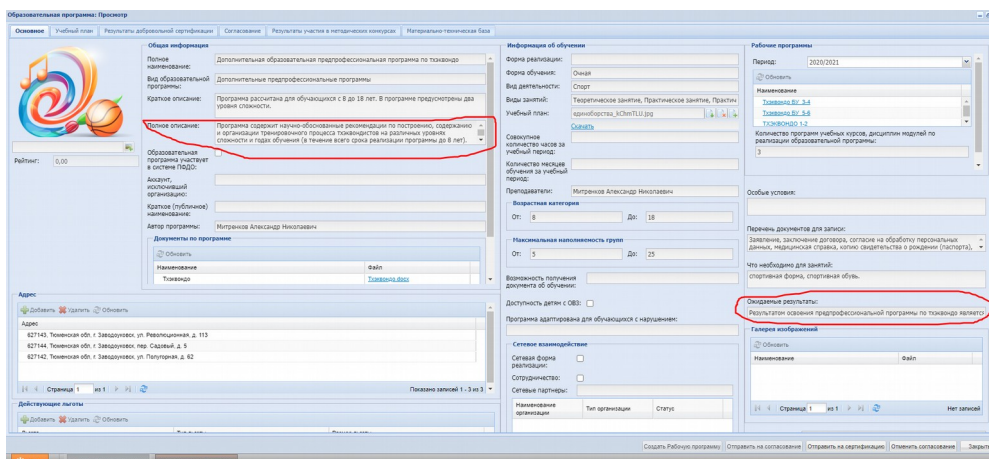 Образовательная программа: Просмотр
Основное
Учебный план
Результаты добровольной сертификации
Согласование
Результаты участия в методических конкурсах
Материально-техническая база
Рейтинг: 0,00
Общая информация
Полное наименование:
Дополнительная образовательная предпрофессиональная программа по тхэквондо
Вид образовательной программы:
Дополнительные предпрофессиональные программы
Краткое описание:
Программа рассчитана для обучающихся с 8 до 18 лет. В программе предусмотрены два
уровня сложности.
Полное описание:
Программа содержит научно-обоснованные рекомендации по построению, содержанию
и организации тренировочного процесса тхэквондистов на различных уровнях
сложности и годах обучения (в течение всего срока реализации программы до 8 лет).
Образовательная
программа участвует
в системе ПФДО:
Аккаунт,
исключивший
организацию:
Краткое (публичное)
наименование:
Автор программы:
Митренков Александр Николаевич
Документы по программе
Обновить
Наименование
Файл
Тхэквондо
Тхэквондо.docx
Адрес
Добавить Удалить Обновить
Адрес
627143, Тюменская обл. г. Заводоуковск, ул. Революционная, д. 113
627144, Тюменская обл. г. Заводоуковск, пер. Садовый, д. 5
627142, Тюменская обл. г. Заводоуковск, ул. Полугорная, д. 62
Страница 1 из 1
Показано записей 1 - 3 из 3
Действующие льготы
Добавить Удалить Обновить
Информация об обучении
Форма реализации:
Форма обучения: Очная
Вид деятельности: Спорт
Виды занятий: Теоретическое занятие, Практическое занятие, Практич
Учебный план: единоборства_kChmTLU.jpg
Скачать
Совокупное
количество часов за
учебный период:
Количество месяцев
обучения за учебный
период:
Преподаватели: Митренков Александр Николаевич
Возрастная категория
От: 8 До: 18
Максимальная наполняемость групп
От: 5 До: 25
Возможность получения
документа об обучении:
Доступность детям с ОВЗ:
Программа адаптирована для обучающихся с нарушением:
Сетевое взаимодействие
Сетевая форма
реализации:
Сотрудничество:
Сетевые партнеры:
Наименование
организации
Тип организации
Статус
Рабочие программы
Период: 2020/2021
Обновить
Наименование
Тхэквондо БУ 3-4
Тхэквондо БУ 5-6
ТХЭКВОНДО 1-2
Количество программ учебных курсов, дисциплин модулей по
реализации образовательной программы:
3
Особые условия:
Перечень документов для записи:
Заявление, заключение договора, согласие на обработку персональных
данных, медицинская справка, копию свидетельства о рождении (паспорта),
Что необходимо для занятий:
спортивная форма, спортивная обувь.
Ожидаемые результаты:
Результатом освоения предпрофессиональной программы по тхэквондо является
Галерея изображений
Обновить
Наименование
Файл
Страница 1 из 1
Нет записей
Создать Рабочую программу
Отправить на согласование
Отправить на сертификацию
Отменить согласование
Закрыть